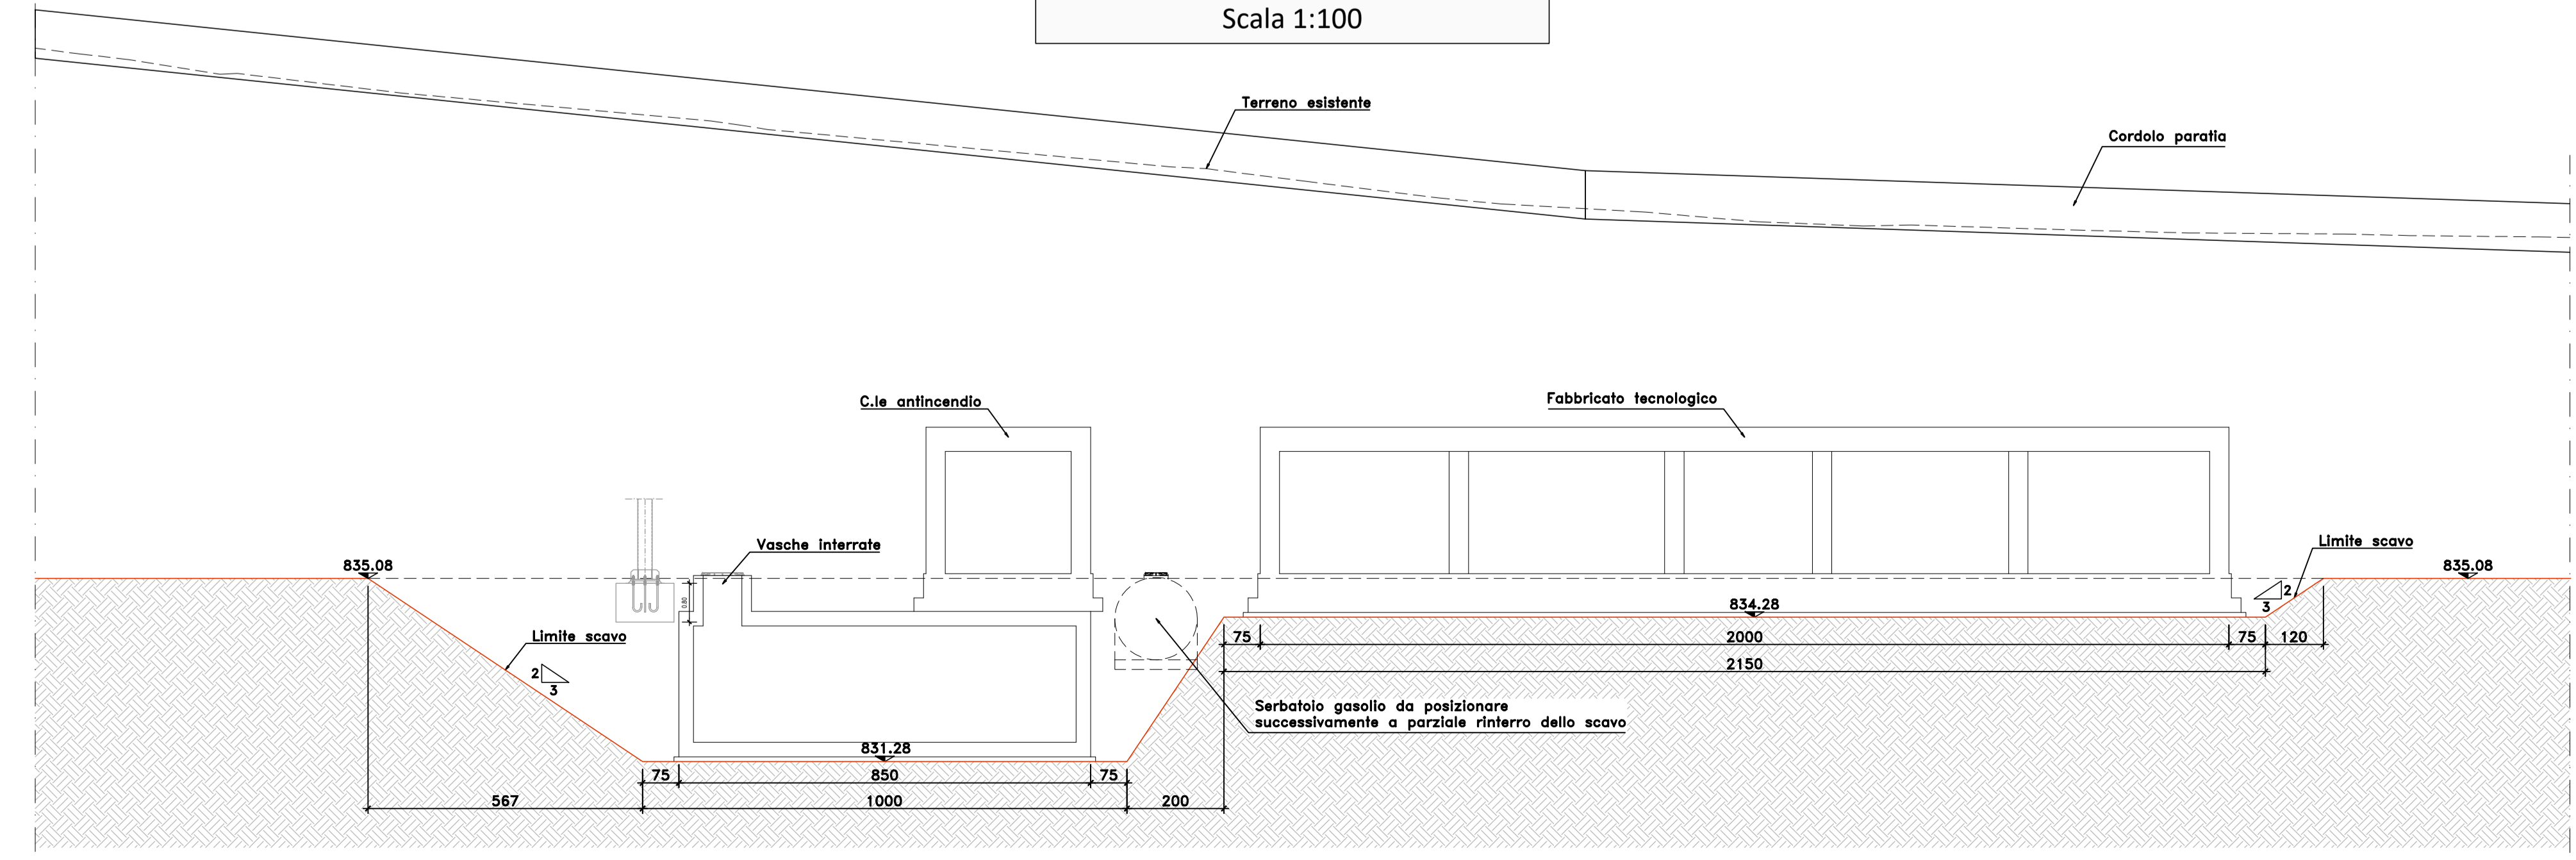 Scala 1:100
Terreno esistente
Cordolo paratia
C.le antincendio
Fabbricato tecnologico
Vasche interrate
Limite scavo
835.08
835.08
0.80
834.28
2
3
Limite scavo
75
2000
75
120
2
3
2150
Serbatoio gasolio da posizionare
successivamente a parziale rinterro dello scavo
831.28
75
850
75
567
1000
200